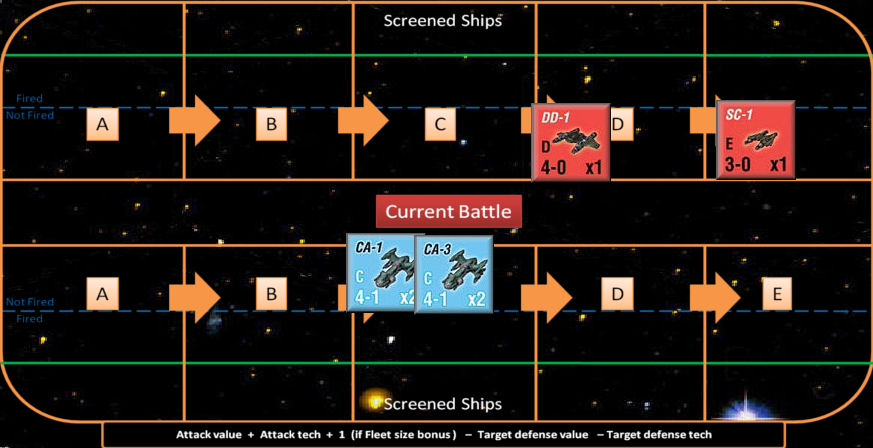 Screened Ships
Fired
Not Fired
A
B
C
D
DD-1
D
4-0 x1
SC-1
E
3-0 x1
Current Battle
CA-1
C
4-1 x2
CA-3
C
4-1 x2
A
B
D
E
Not Fired
Fired
Screened Ships
Attack value + Attack tech + 1 (if Fleet size bonus) – Target defense value – Target defense tech